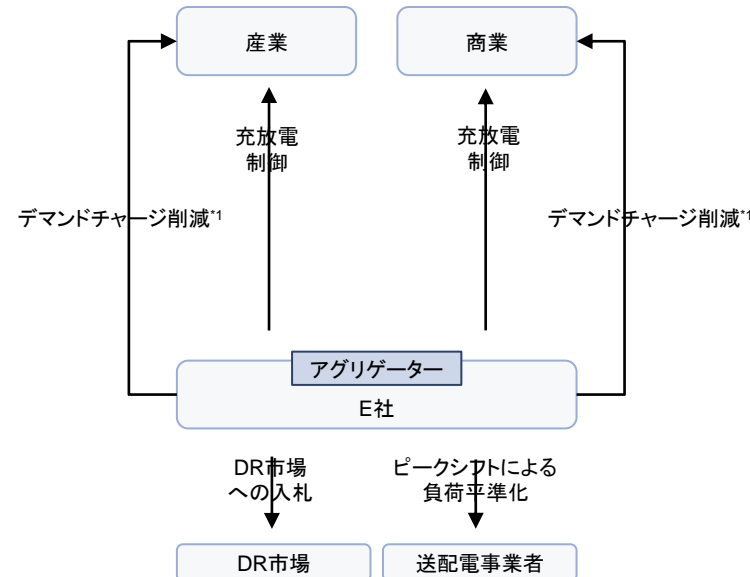 産業
商業
充放電
制御
充放電
制御
デマンドチャージ削減*1
デマンドチャージ削減*1
アグリゲーター
E社
DR市場
への入札
ピークシフトによる
負荷平準化
DR市場
送配電事業者